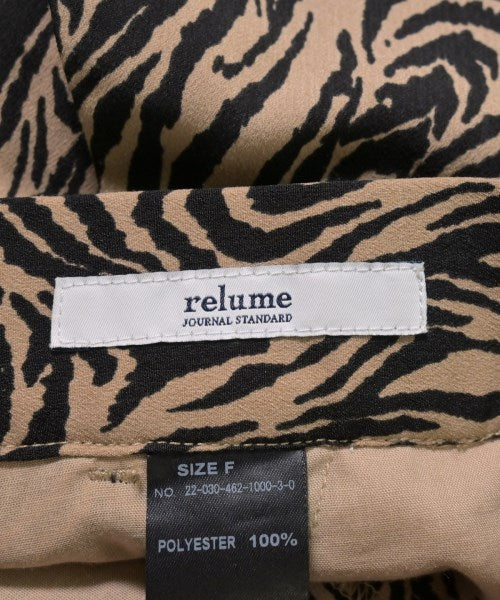 relume
JOURNAL STANDARD
SIZE F
NO. 22-030-462-1000-3-0
POLYESTER 100%